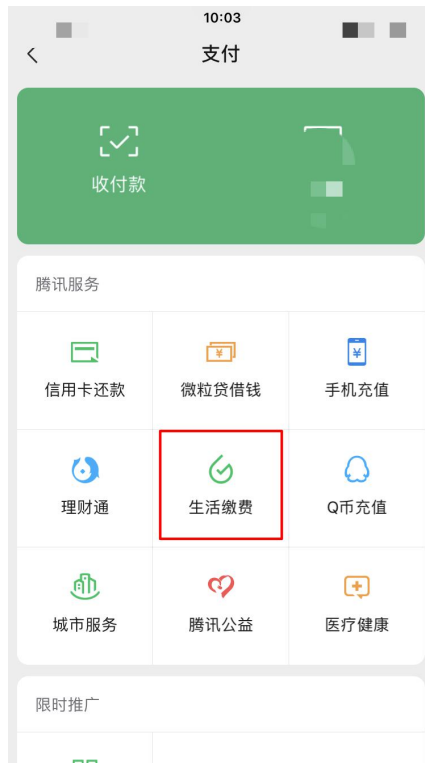 10:03
支付
收付款
腾讯服务
信用卡还款 微粒贷借钱 手机充值
理财通 生活缴费 Q币充值
城市服务 腾讯公益 医疗健康
限时推广